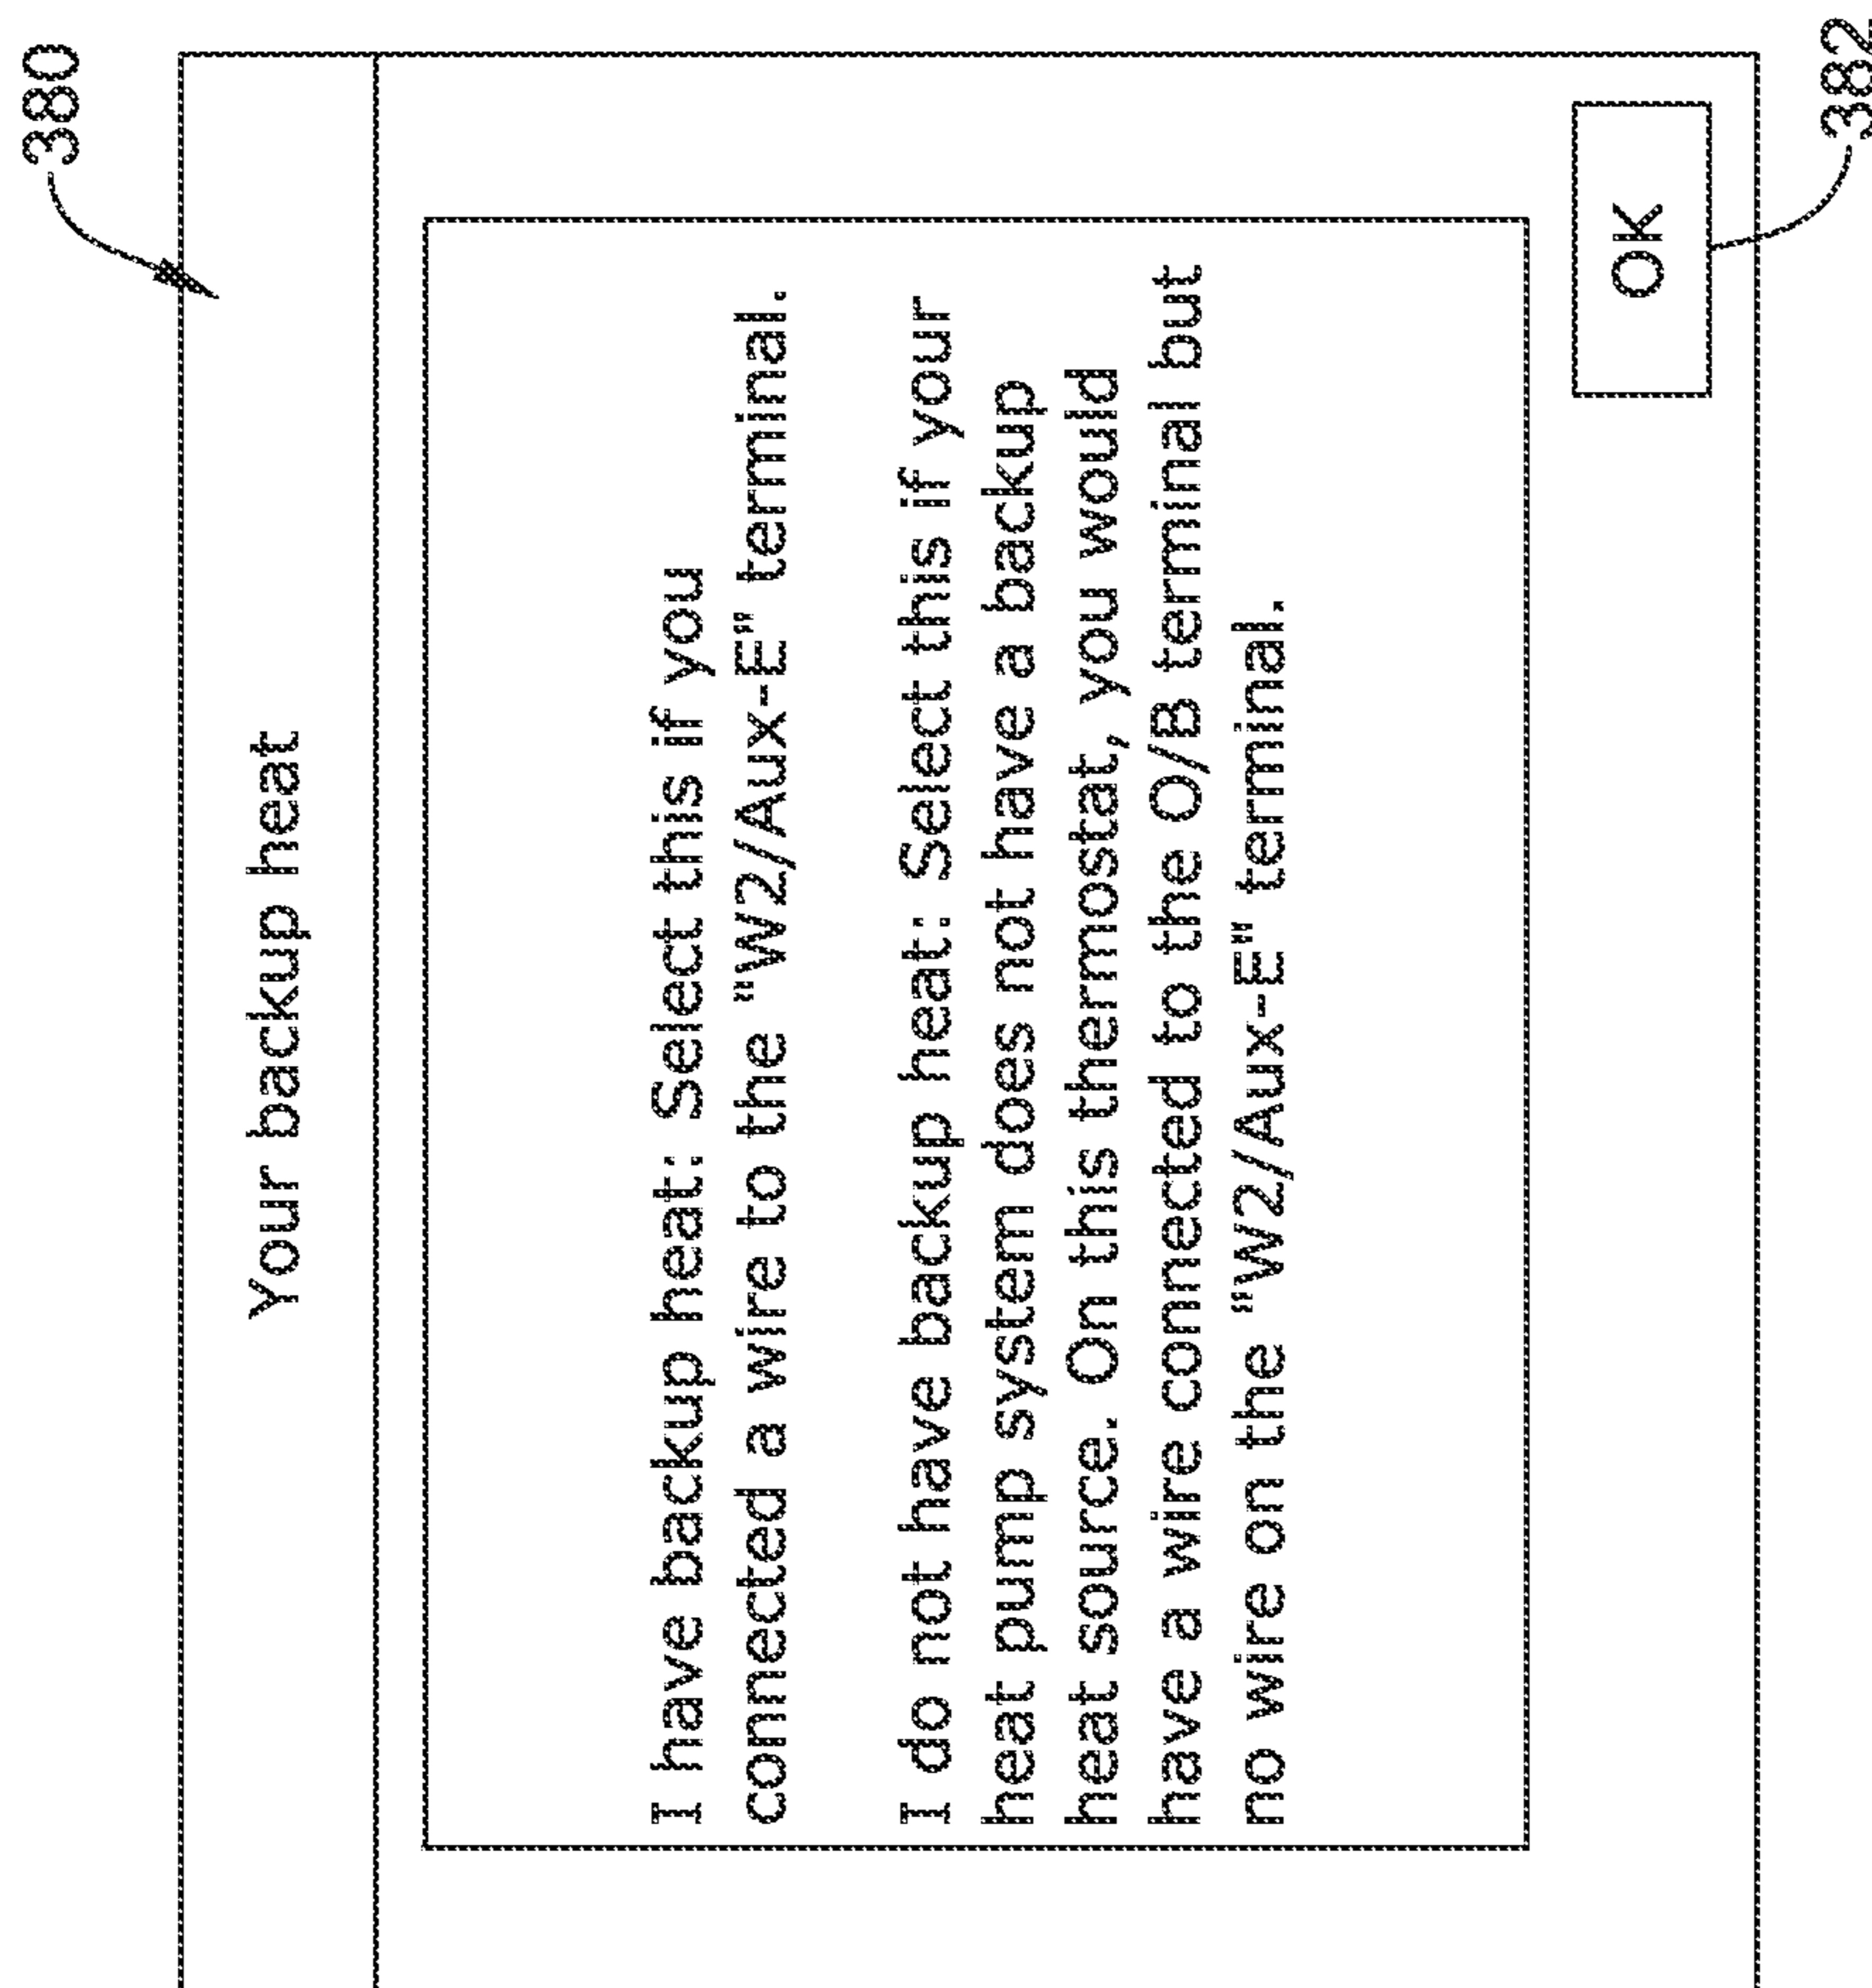 380
Your backup heat
I have backup heat: Select this if you
connected a wire to the "W2/Aux-E" terminal.
I do not have backup heat: Select this if your
heat pump system does not have a backup
heat source. On this thermostat, you would
have a wire connected to the O/B terminal but
no wire on the "W2/Aux-E" terminal.
OK
382